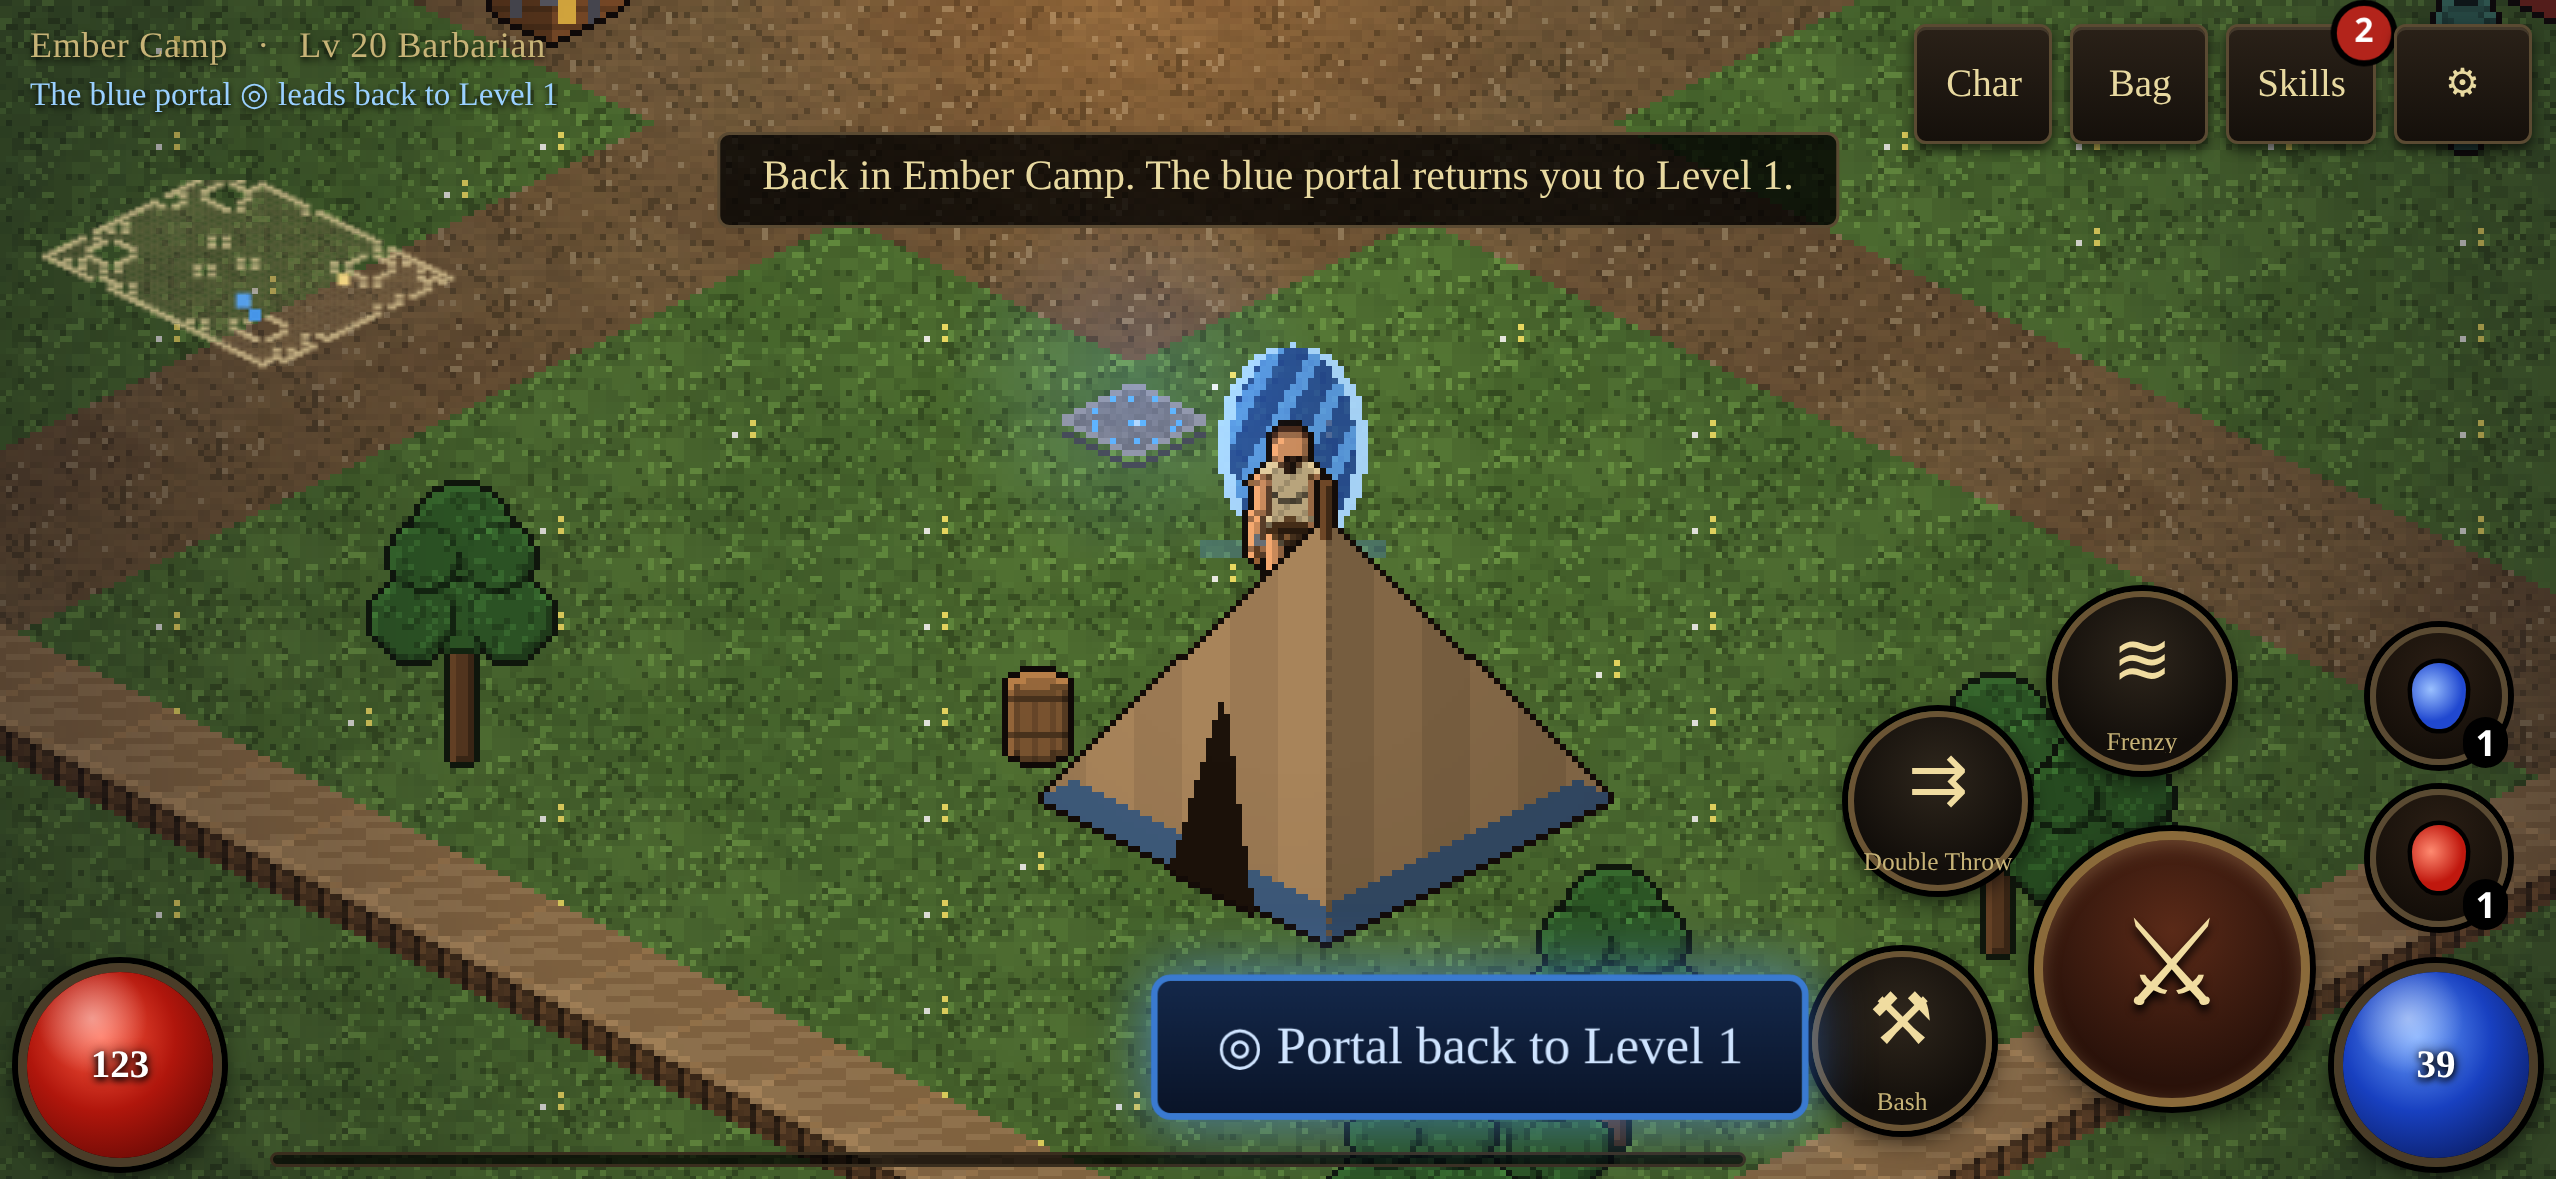 Ember Camp · Lv 20 Barbarian
The blue portal ◎ leads back to Level 1
Char
Bag
Skills
2
⚙
Back in Ember Camp. The blue portal returns you to Level 1.
Frenzy
1
Double Throw
1
◎ Portal back to Level 1
Bash
123
39